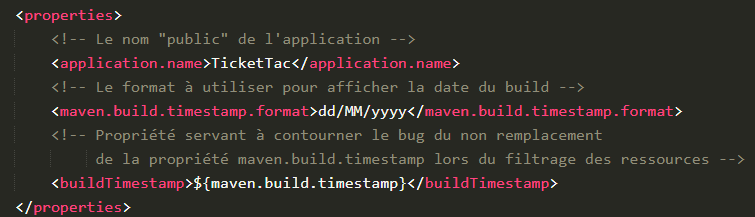 <properties>
<!-- Le nom "public" de l'application -->
<application.name>TicketTac</application.name>
<!-- Le format à utiliser pour afficher la date du build -->
<maven.build.timestamp.format>dd/MM/yyyy</maven.build.timestamp.format>
<!-- Propriété servant à contourner le bug du non remplacement
de la propriété maven.build.timestamp lors du filtrage des ressources -->
<buildTimestamp>${maven.build.timestamp}</buildTimestamp>
</properties>